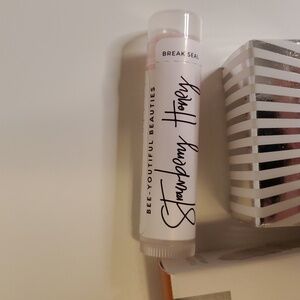 BREAK SEAL
Strawberry Honey
BEE-YOUTIFUL BEAUTIES